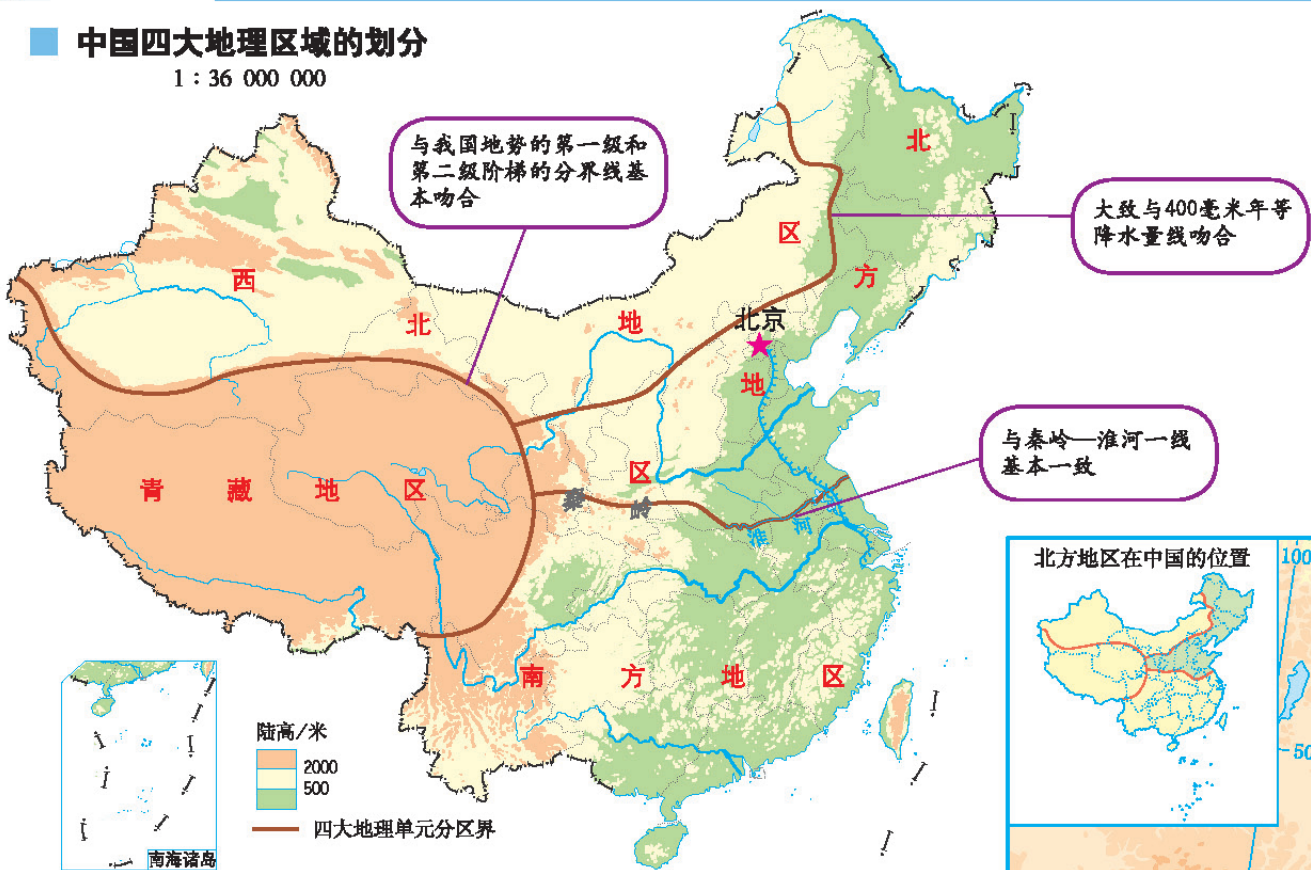 中国四大地理区域的划分
1：36 000 000
与我国地势的第一级和
第二级阶梯的分界线基
本吻合
大致与400毫米年等
降水量线吻合
与秦岭—淮河一线
基本一致
西
北
地
区
北
方
地
区
北京
青藏地区
秦岭
淮河
南方地区
北方地区在中国的位置
100
50
陆高/米
2000
500
四大地理单元分区界
南海诸岛